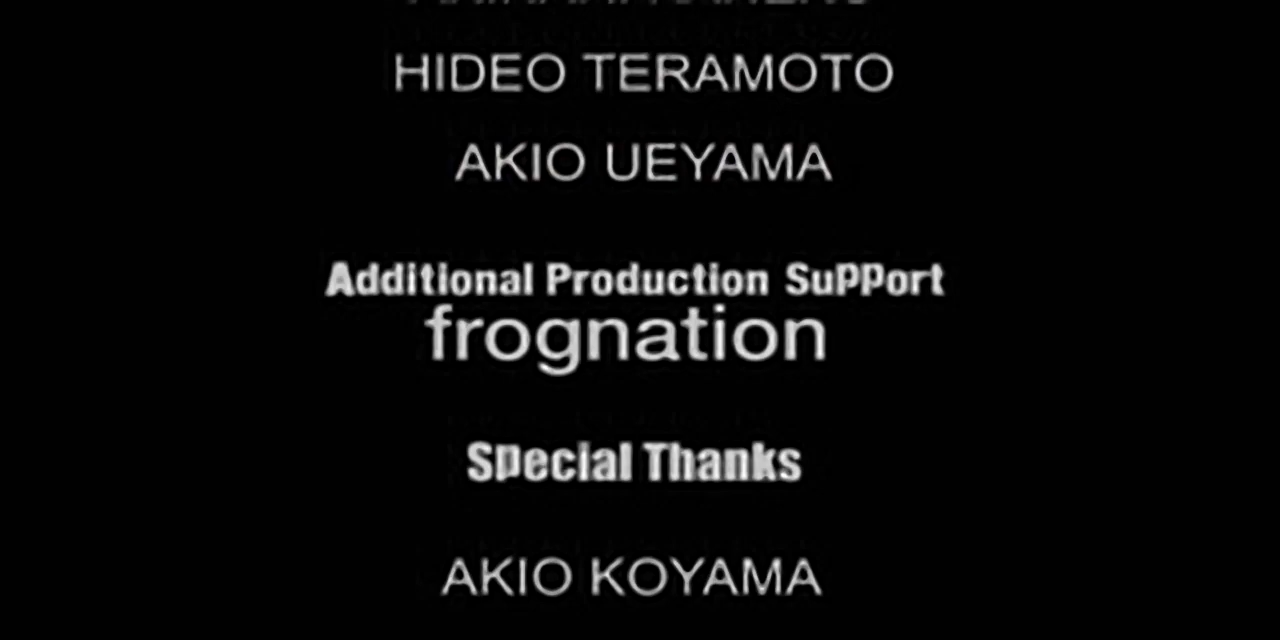 HIDEO TERAMOTO
AKIO UEYAMA
Additional Production Support
frognation
Special Thanks
AKIO KOYAMA